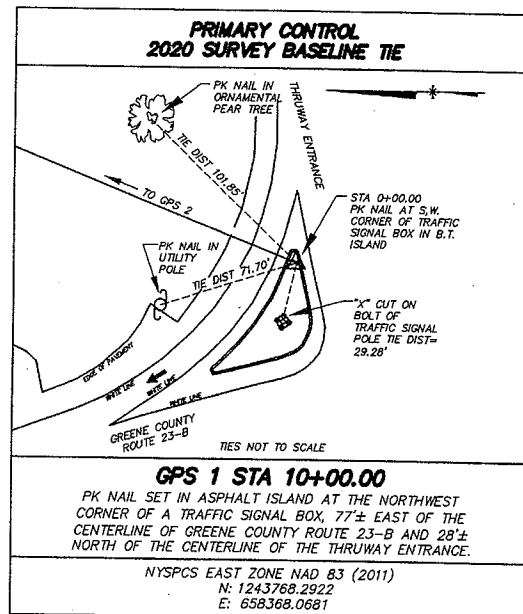 PRIMARY CONTROL
2020 SURVEY BASELINE TIE
PK NAIL IN
ORNAMENTAL
PEAR TREE
THRUWAY ENTRANCE
TIE DIST 101.85'
STA 0+00.00
PK NAIL AT S.W.
CORNER OF TRAFFIC
SIGNAL BOX IN B.T.
ISLAND
TO GPS 2
PK NAIL IN
UTILITY
POLE
TIE DIST 71.70'
"X" CUT ON
BOLT OF
TRAFFIC SIGNAL
POLE TIE DIST=
29.28'
EDGE OF PAVEMENT
WHITE LINE
WHITE LINE
WHITE LINE
GREENE COUNTY
ROUTE 23-B
TIES NOT TO SCALE
GPS 1 STA 10+00.00
PK NAIL SET IN ASPHALT ISLAND AT THE NORTHWEST
CORNER OF A TRAFFIC SIGNAL BOX, 77'± EAST OF THE
CENTERLINE OF GREENE COUNTY ROUTE 23-B AND 28'±
NORTH OF THE CENTERLINE OF THE THRUWAY ENTRANCE.
NYSPCS EAST ZONE NAD 83 (2011)
N: 1243768.2922
E: 658368.0681